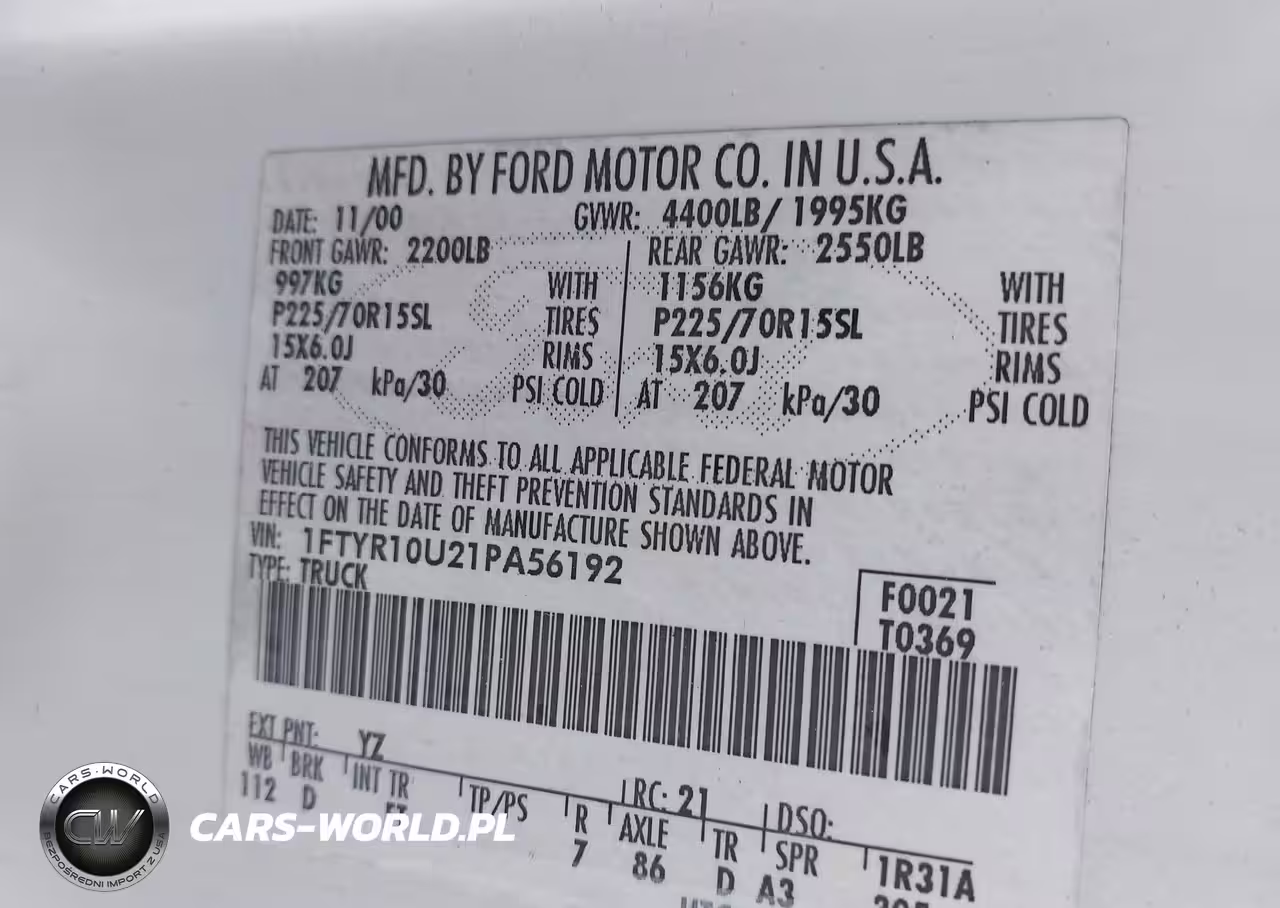 MFD. BY FORD MOTOR CO. IN U.S.A.
DATE: 11/00 GVWR: 4400LB/ 1995KG
FRONT GAWR: 2200LB REAR GAWR: 2550LB
997KG WITH 1156KG WITH
P225/70R15SL TIRES P225/70R15SL TIRES
15X6.0J RIMS 15X6.0J RIMS
AT 207 kPa/30 PSI COLD AT 207 kPa/30 PSI COLD
THIS VEHICLE CONFORMS TO ALL APPLICABLE FEDERAL MOTOR
VEHICLE SAFETY AND THEFT PREVENTION STANDARDS IN
EFFECT ON THE DATE OF MANUFACTURE SHOWN ABOVE.
VIN: 1FTYR10U21PA56192
TYPE: TRUCK
F0021
T0369
EXT PNT: YZ RC: 21 DSO:
WB BRK INT TR TP/PS R AXLE TR SPR 1R31A
112 D 7 86 D A3
CARS-WORLD
CW
BEZPOŚREDNI IMPORT Z USA
CARS-WORLD.PL